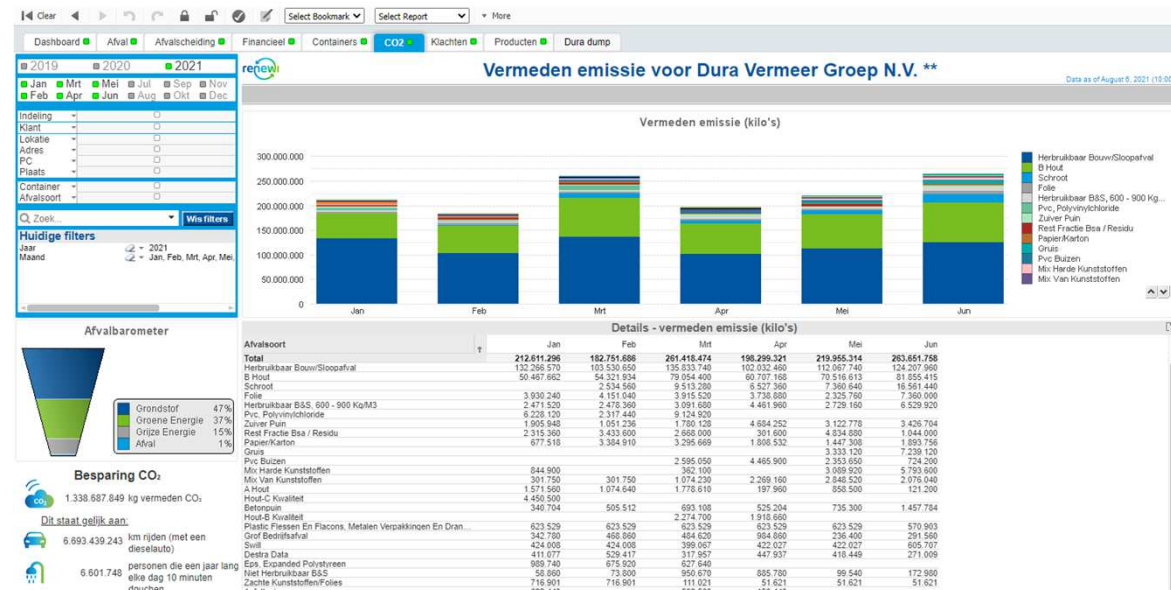 Clear Select Bookmark Select Report More
Dashboard Afval Afvalscheiding Financieel Containers CO2 Klachten Producten Dura dump
2019 2020 2021
Jan Mrt Mei Jul Sep Nov
Feb Apr Jun Aug Okt Dec
Indeling
Klant
Lokatie
Adres
PC
Plaats
Container
Afvalsoort
Zoek... Wis filters
Huidige filters
Jaar 2021
Maand Jan, Feb, Mrt, Apr, Mei,
renewi
Vermeden emissie voor Dura Vermeer Groep N.V. **
Data as of August 6, 2021 (10:00
Vermeden emissie (kilo's)
300.000.000
250.000.000
200.000.000
150.000.000
100.000.000
50.000.000
0
Jan Feb Mrt Apr Mei Jun
Herbruikbaar Bouw/Sloopafval
B Hout
Schroot
Folie
Herbruikbare B&S, 600 - 900 Kg...
Pvc, Polyvinylchloride
Zuiver Puin
Rest Fractie Bsa / Residu
Papier/Karton
Gruis
Pvc Buizen
Mix Harde Kunststoffen
Mix Van Kunststoffen
Afvalbarometer
Grondstof 47%
Groene Energie 37%
Grijze Energie 15%
Afval 1%
Besparing CO₂
CO₂ 1.338.687.849 kg vermeden CO₂
Dit staat gelijk aan:
6.693.439.243 km rijden (met een
dieselauto)
6.601.748 personen die een jaar lang
elke dag 10 minuten
douchen
Details - vermeden emissie (kilo's)
Afvalsoort Jan Feb Mrt Apr Mei Jun
Total 212.611.296 182.751.686 261.418.474 198.299.321 219.955.314 263.651.758
Herbruikbaar Bouw/Sloopafval 132.266.570 103.530.650 135.833.740 102.032.460 112.067.740 124.207.960
B Hout 50.467.662 54.321.934 79.054.400 60.707.168 70.516.613 81.855.415
Schroot 2.534.560 9.513.280 6.527.360 7.360.640 16.561.440
Folie 3.930.240 4.151.040 3.915.520 3.738.880 2.325.760 7.360.000
Herbruikbare B&S, 600 - 900 Kg/M3 2.471.520 2.478.360 3.091.680 4.461.960 2.729.160 6.529.920
Pvc, Polyvinylchloride 6.228.120 2.317.440 9.124.920
Zuiver Puin 1.905.948 1.051.236 1.780.128 4.684.252 3.122.778 3.426.704
Rest Fractie Bsa / Residu 2.315.360 3.433.600 2.668.000 301.600 4.834.880 1.044.000
Papier/Karton 677.518 3.384.910 3.295.669 1.808.532 1.447.308 1.893.756
Gruis 3.333.120 7.239.120
Pvc Buizen 2.595.050 4.465.900 2.353.650 724.200
Mix Harde Kunststoffen 844.900 362.100 3.089.920 5.793.600
Mix Van Kunststoffen 301.750 301.750 1.074.230 2.269.160 2.848.520 2.076.040
A Hout 1.571.560 1.074.640 1.778.610 197.960 858.500 121.200
Hout-C Kwaliteit 4.450.500
Betonpuin 340.704 505.512 693.108 525.204 735.300 1.457.784
Hout-B Kwaliteit 2.274.700 1.918.660
Plastic Flessen En Flacons, Metalen Verpakkingen En Dran... 623.529 623.529 623.529 623.529 623.529 570.903
Grof Bedrijfsafval 342.780 468.860 484.620 984.860 236.400 291.560
Swill 424.008 424.008 399.067 422.027 422.027 605.707
Destra Data 411.077 529.417 317.957 447.937 418.449 271.009
Eps, Expanded Polystyreen 989.740 675.920 627.640
Niet Herbruikbaar B&S 58.860 73.800 950.670 885.780 99.540 172.980
Zachte Kunststoffen/Folies 716.901 716.901 111.021 51.621 51.621 51.621